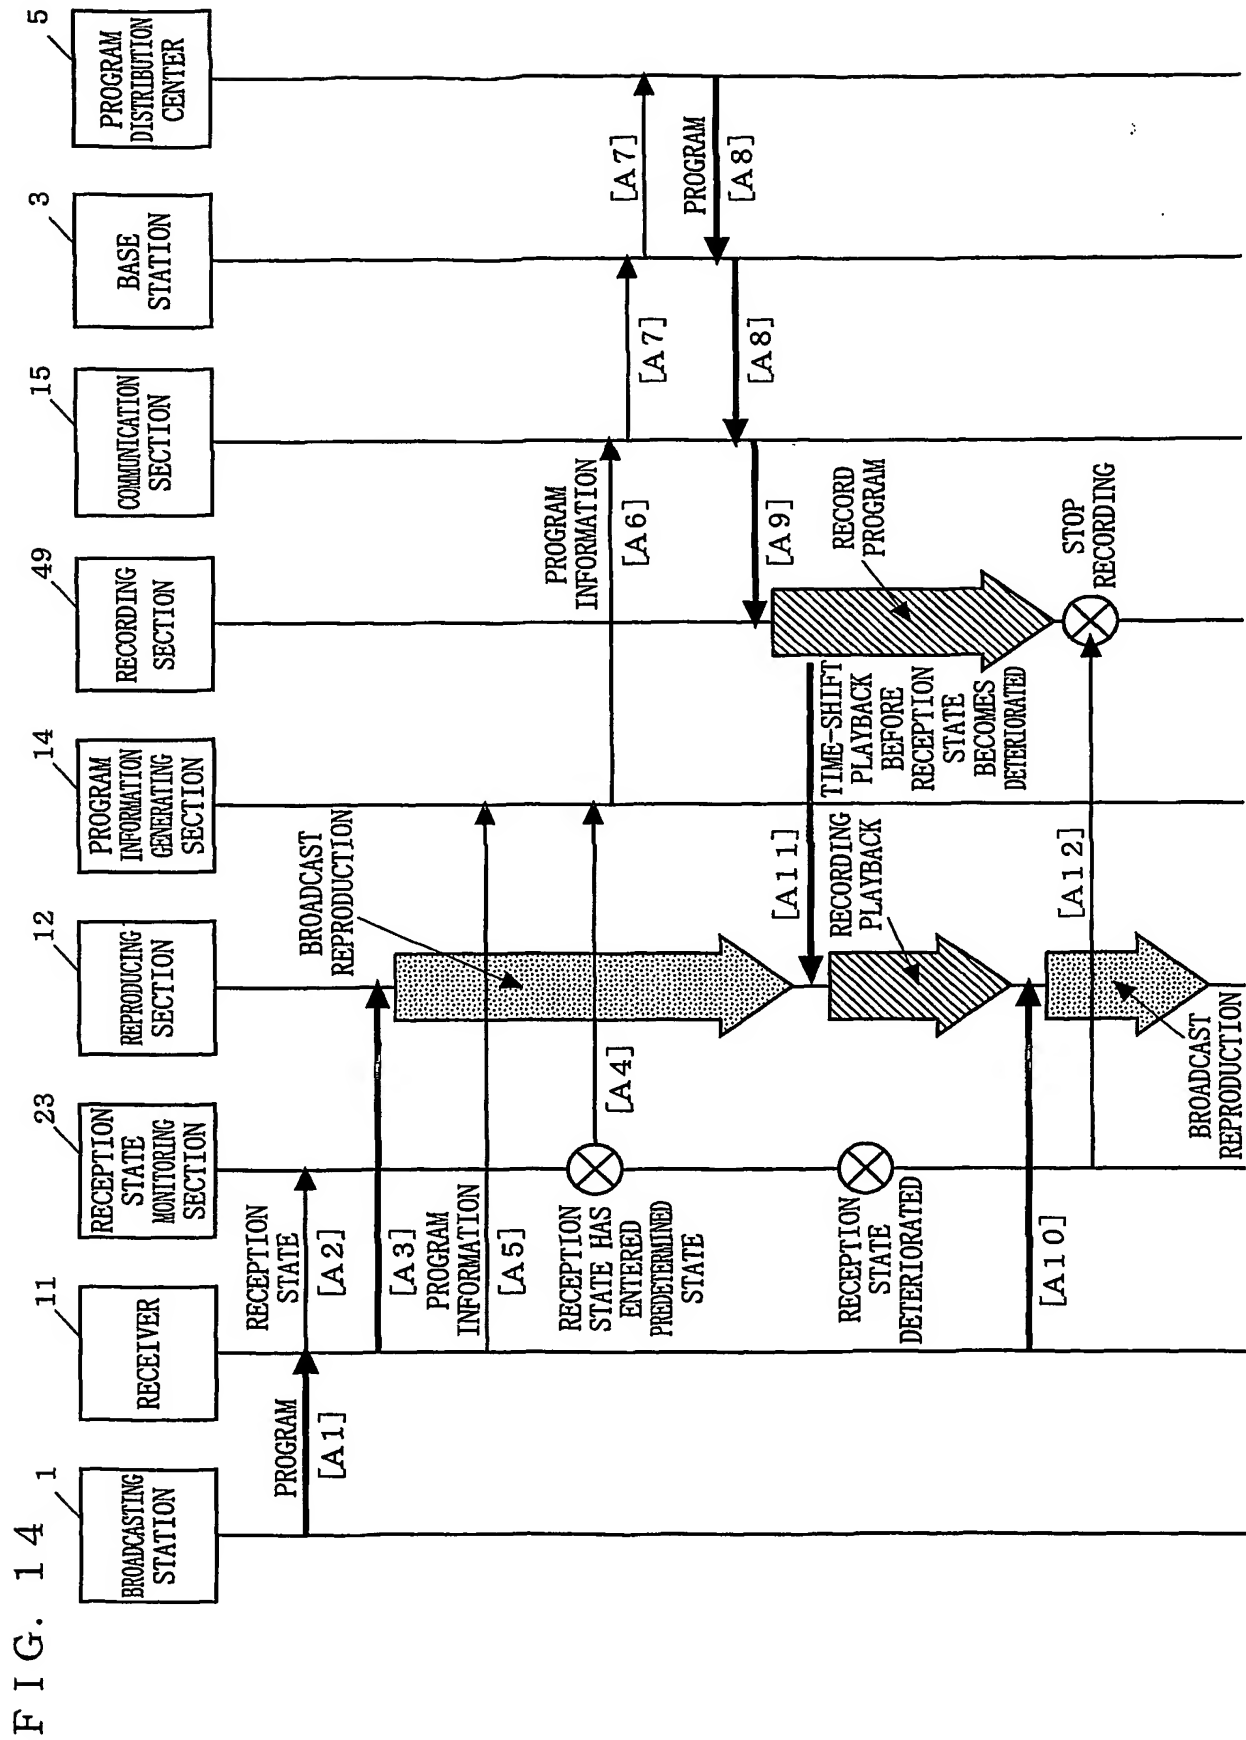 FIG. 14
1
BROADCASTING
STATION
11
RECEIVER
23
RECEPTION
STATE
MONITORING
SECTION
12
REPRODUCING
SECTION
14
PROGRAM
INFORMATION
GENERATING
SECTION
49
RECORDING
SECTION
15
COMMUNICATION
SECTION
3
BASE
STATION
5
PROGRAM
DISTRIBUTION
CENTER
PROGRAM
[A1]
RECEPTION
STATE
[A2]
[A3]
BROADCAST
REPRODUCTION
PROGRAM
INFORMATION
[A5]
RECEPTION
STATE HAS
ENTERED
PREDETERMINED
STATE
[A4]
PROGRAM
INFORMATION
[A6]
[A7]
[A7]
PROGRAM
[A8]
[A8]
[A9]
RECORD
PROGRAM
[A11]
TIME-SHIFT
PLAYBACK
BEFORE
RECEPTION
STATE
BECOMES
DETERIORATED
RECORDING
PLAYBACK
RECEPTION
STATE
DETERIORATED
[A10]
[A12]
STOP
RECORDING
BROADCAST
REPRODUCTION